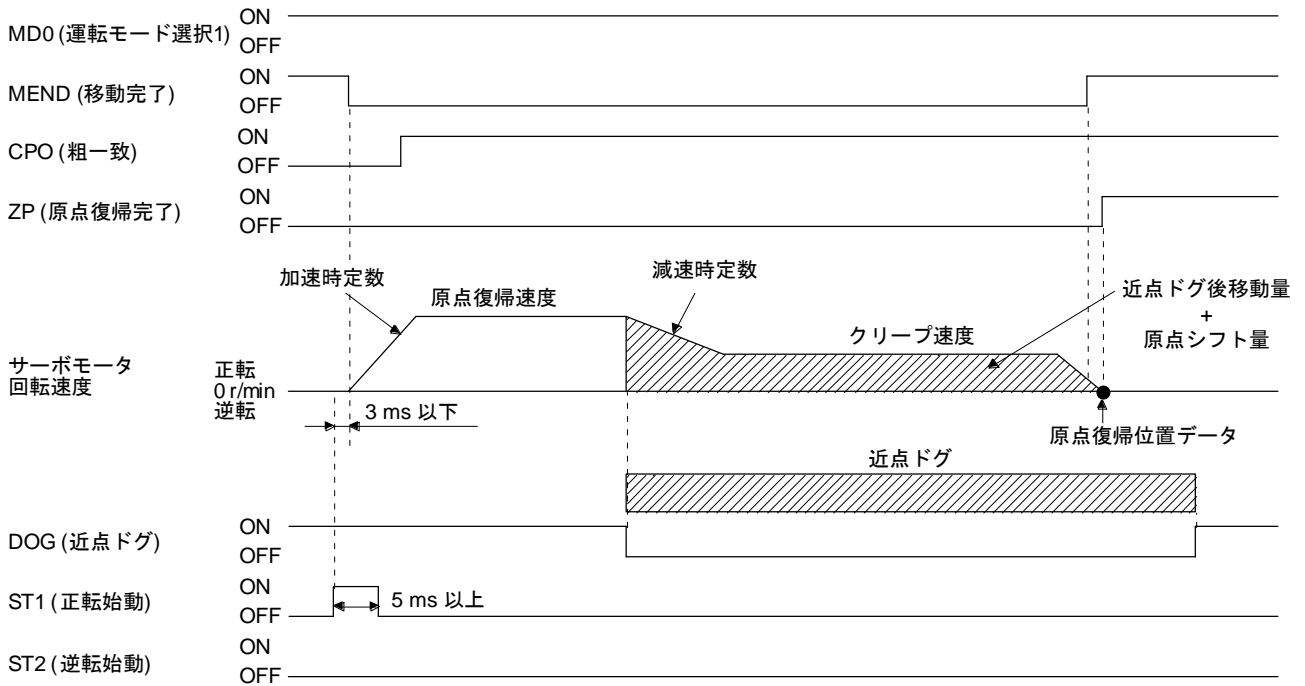 ON
MD0 (運転モード選択1)
OFF
ON
MEND (移動完了)
OFF
ON
CPO (粗一致)
OFF
ON
ZP (原点復帰完了)
OFF
加速時定数
原点復帰速度
減速時定数
クリープ速度
近点ドグ後移動量
+
原点シフト量
サーボモータ
回転速度
正転
0 r/min
逆転
3 ms 以下
原点復帰位置データ
近点ドグ
ON
DOG (近点ドグ)
OFF
ON
ST1 (正転始動)
OFF
5 ms 以上
ON
ST2 (逆転始動)
OFF